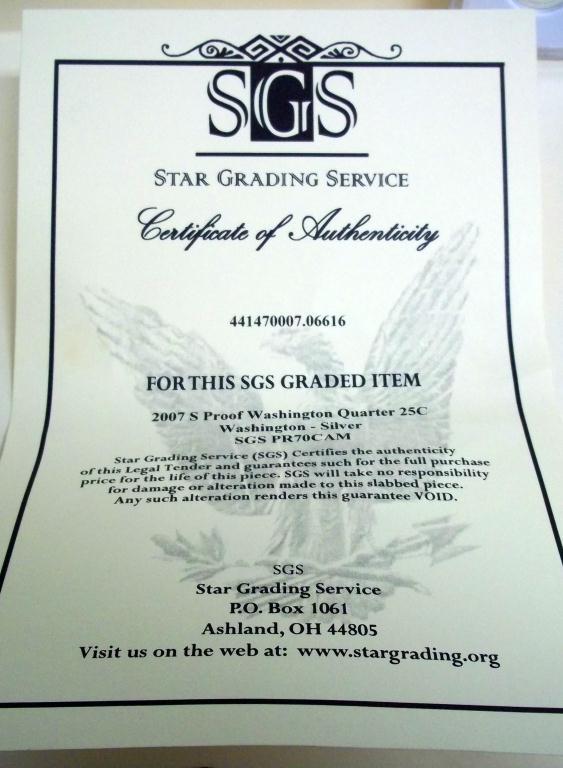 SGS
STAR GRADING SERVICE
Certificate of Authenticity
441470007.06616
FOR THIS SGS GRADED ITEM
2007 S Proof Washington Quarter 25C
Washington - Silver
SGS PR70CAM
Star Grading Service (SGS) Certifies the authenticity
of this Legal Tender and guarantees such for the full purchase
price for the life of this piece. SGS will take no responsibility
for damage or alteration made to this slabbed piece.
Any such alteration renders this guarantee VOID.
SGS
Star Grading Service
P.O. Box 1061
Ashland, OH 44805
Visit us on the web at: www.stargrading.org